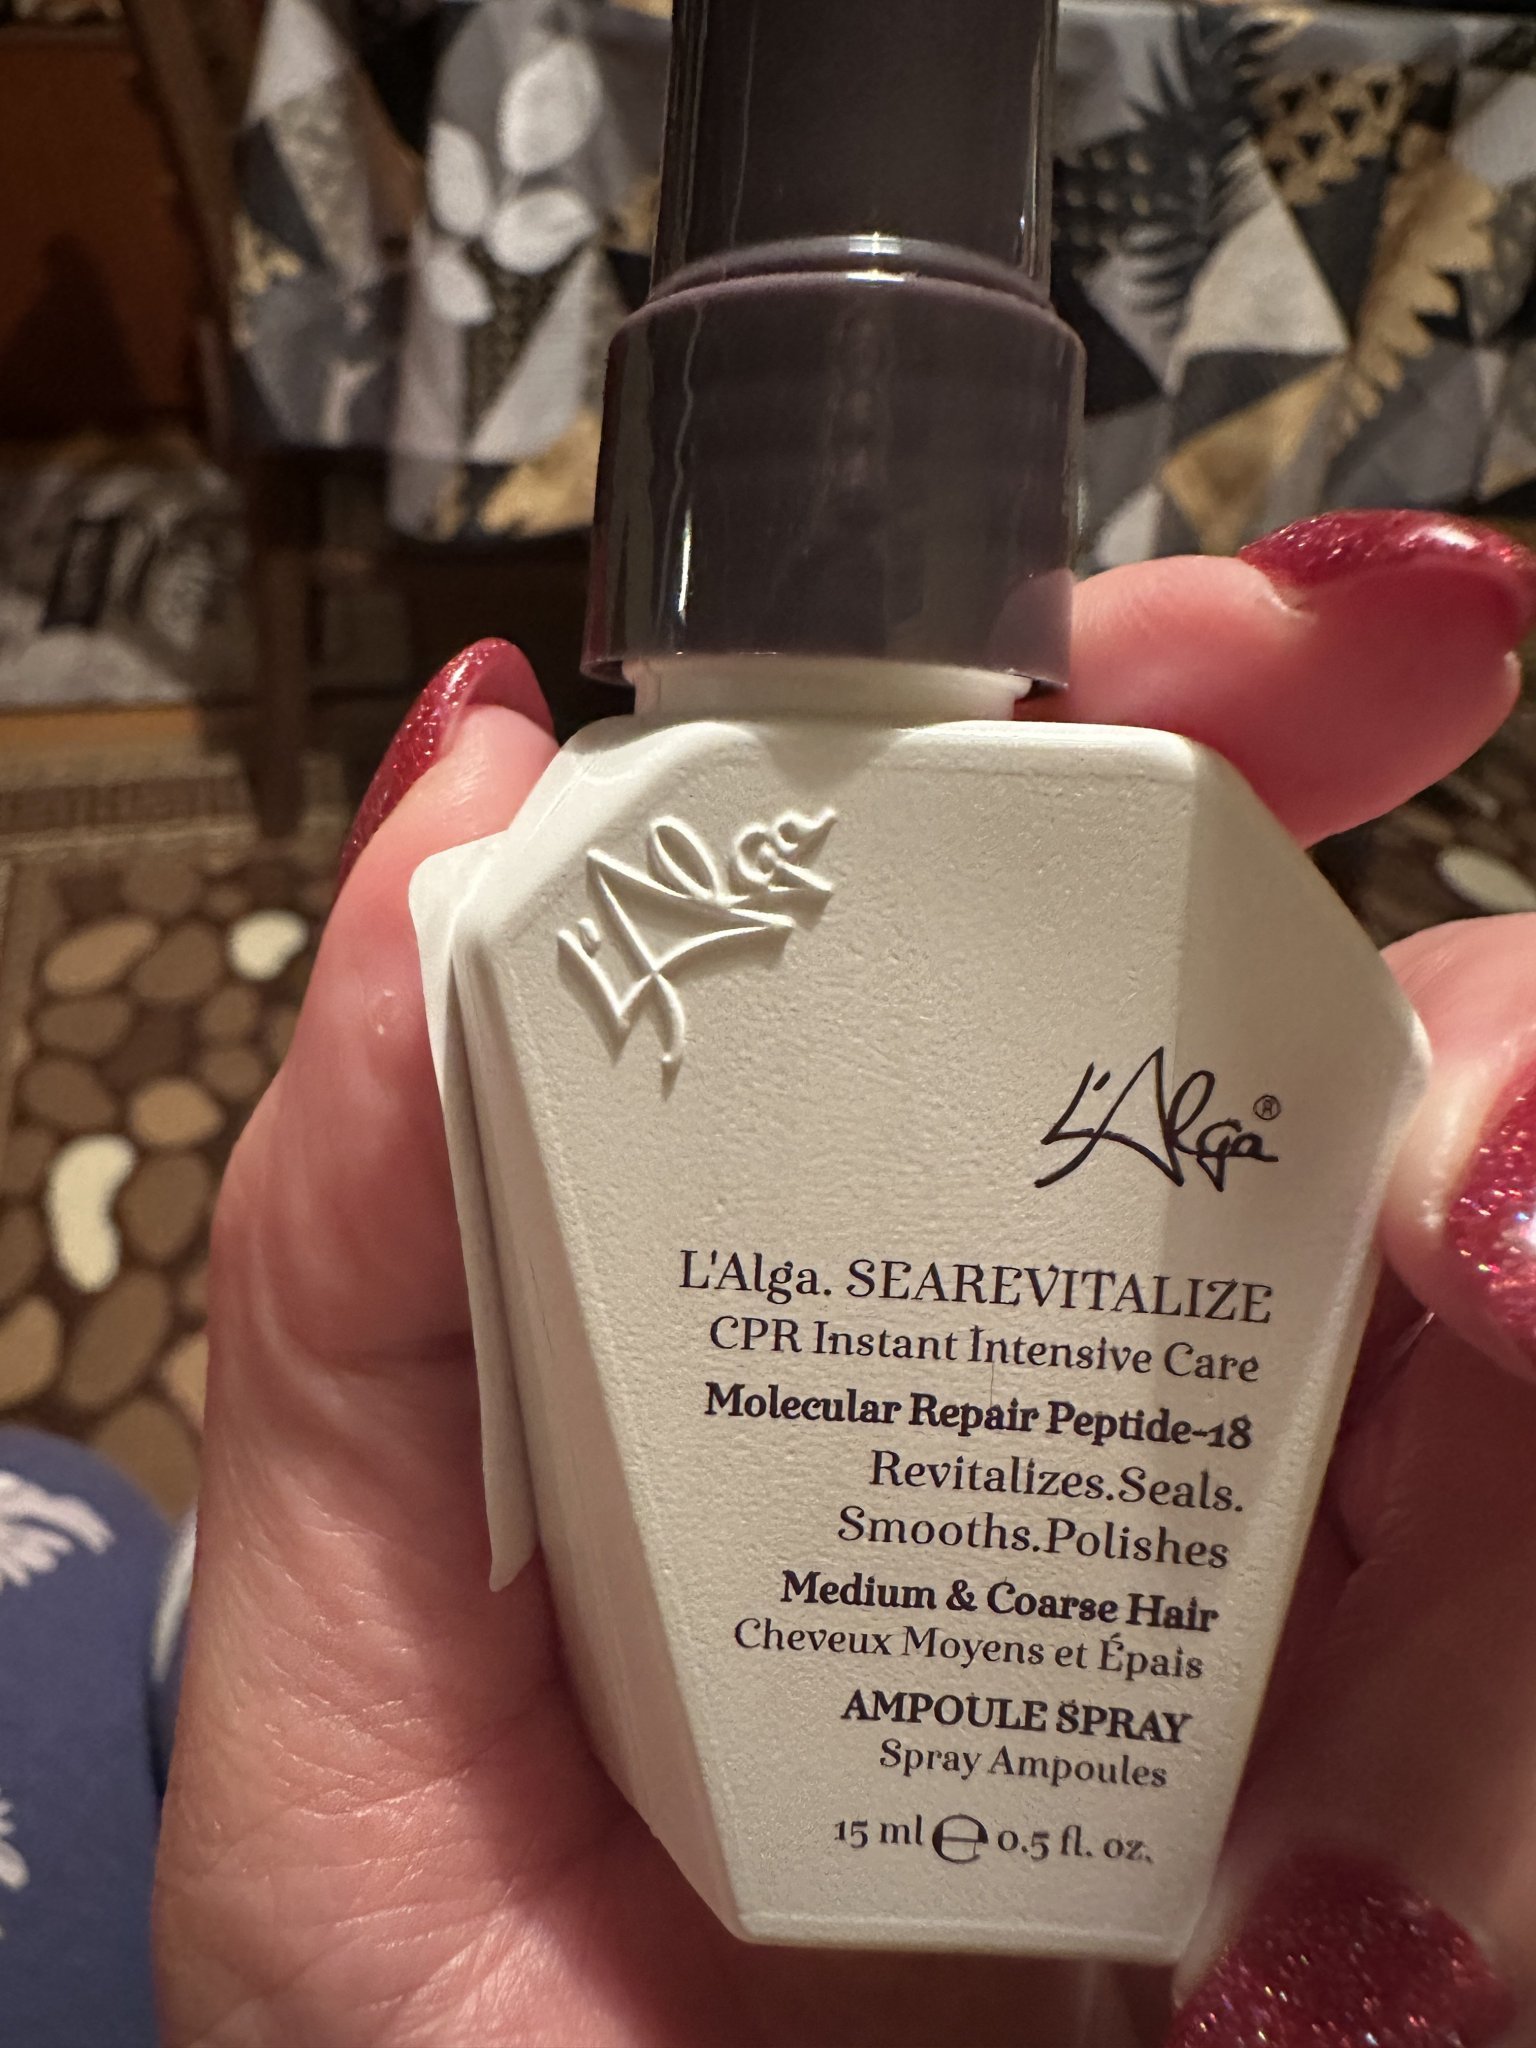 L'Alga
L'Alga®
L'Alga. SEAREVITALIZE
CPR Instant Intensive Care
Molecular Repair Peptide-18
Revitalizes.Seals.
Smooths.Polishes
Medium & Coarse Hair
Cheveux Moyens et Épais
AMPOULE SPRAY
Spray Ampoules
15 ml ℮ 0.5 fl. oz.